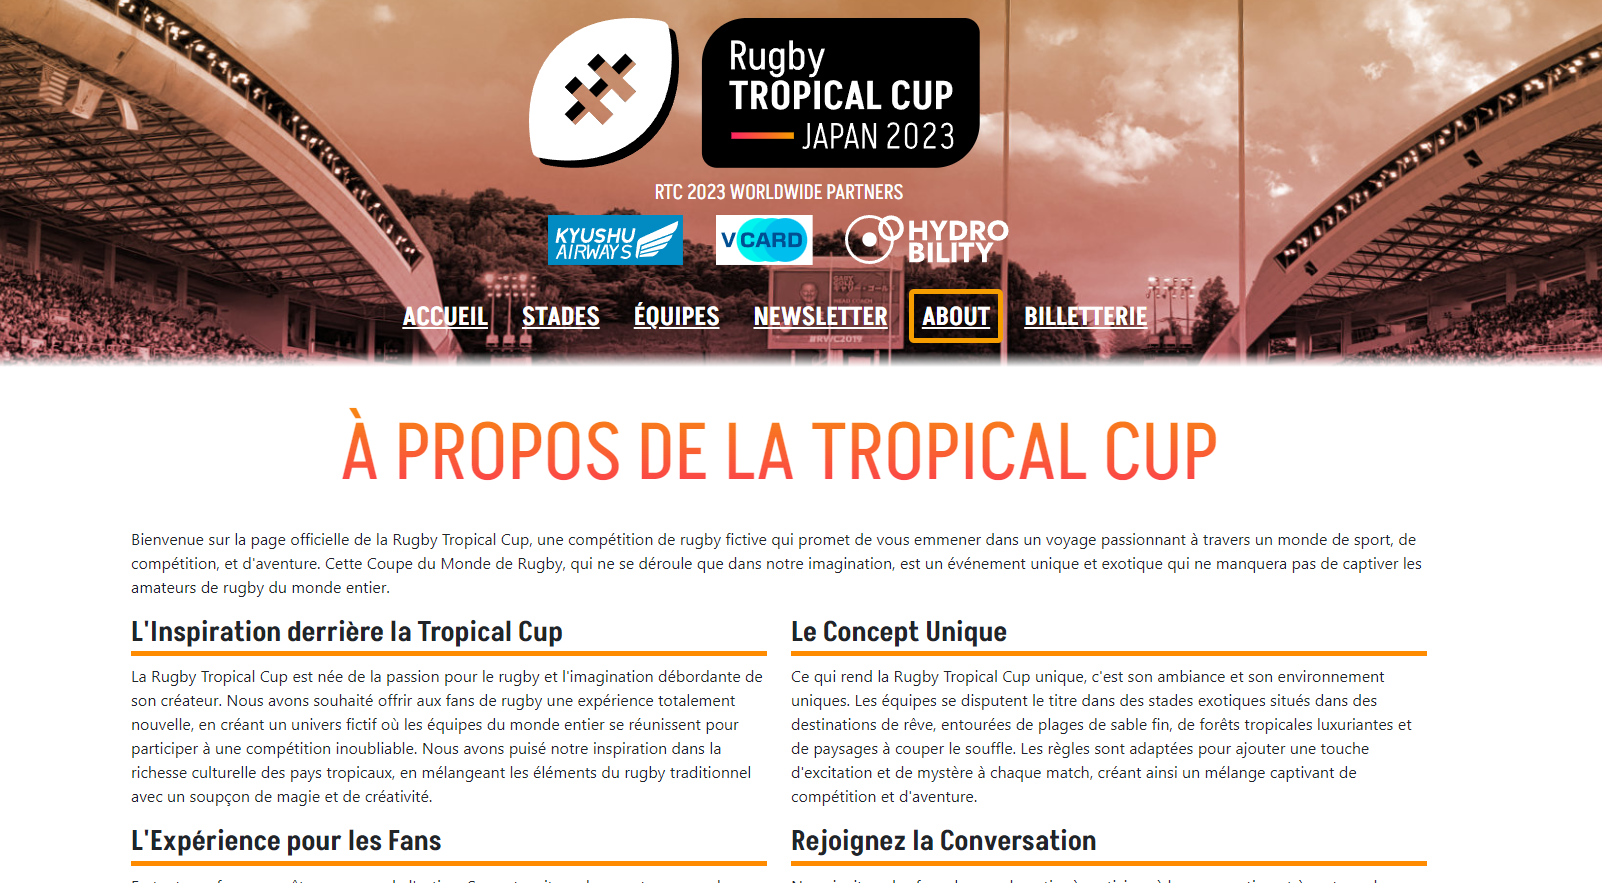 Rugby
TROPICAL CUP
JAPAN 2023
RTC 2023 WORLDWIDE PARTNERS
KYUSHU
AIRWAYS
VCARD
HYDRO
BILITY
#RWC2019
ACCUEIL STADES ÉQUIPES NEWSLETTER ABOUT BILLETTERIE
À PROPOS DE LA TROPICAL CUP
Bienvenue sur la page officielle de la Rugby Tropical Cup, une compétition de rugby fictive qui promet de vous emmener dans un voyage passionnant à travers un monde de sport, de
compétition, et d'aventure. Cette Coupe du Monde de Rugby, qui ne se déroule que dans notre imagination, est un événement unique et exotique qui ne manquera pas de captiver les
amateurs de rugby du monde entier.
L'Inspiration derrière la Tropical Cup
La Rugby Tropical Cup est née de la passion pour le rugby et l'imagination débordante de
son créateur. Nous avons souhaité offrir aux fans de rugby une expérience totalement
nouvelle, en créant un univers fictif où les équipes du monde entier se réunissent pour
participer à une compétition inoubliable. Nous avons puisé notre inspiration dans la
richesse culturelle des pays tropicaux, en mélangeant les éléments du rugby traditionnel
avec un soupçon de magie et de créativité.
Le Concept Unique
Ce qui rend la Rugby Tropical Cup unique, c'est son ambiance et son environnement
uniques. Les équipes se disputent le titre dans des stades exotiques situés dans des
destinations de rêve, entourées de plages de sable fin, de forêts tropicales luxuriantes et
de paysages à couper le souffle. Les règles sont adaptées pour ajouter une touche
d'excitation et de mystère à chaque match, créant ainsi un mélange captivant de
compétition et d'aventure.
L'Expérience pour les Fans
Rejoignez la Conversation